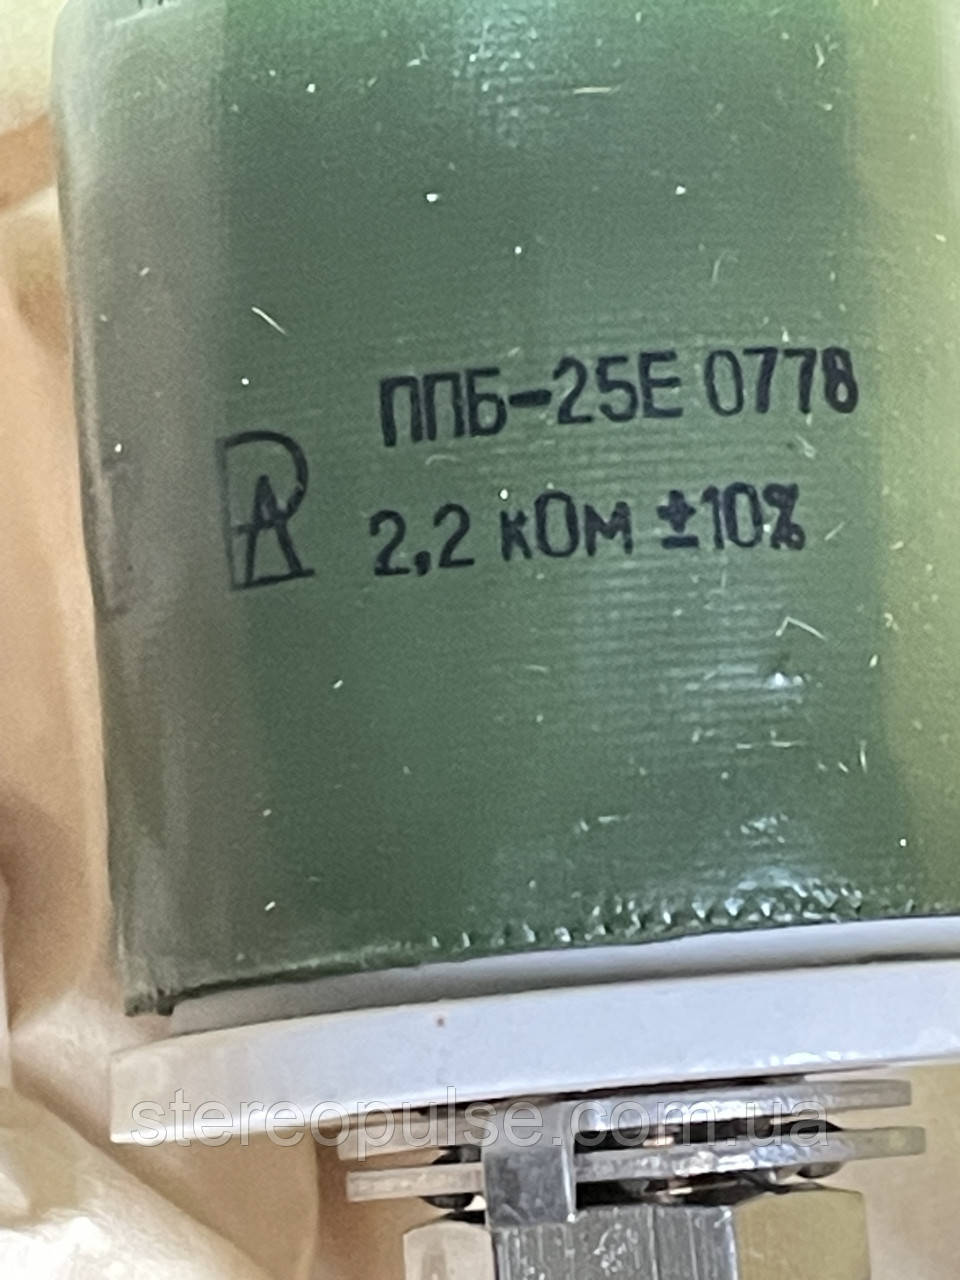 ППБ-25Е 0778
2,2 кОм ±10%
stereopulse.com.ua